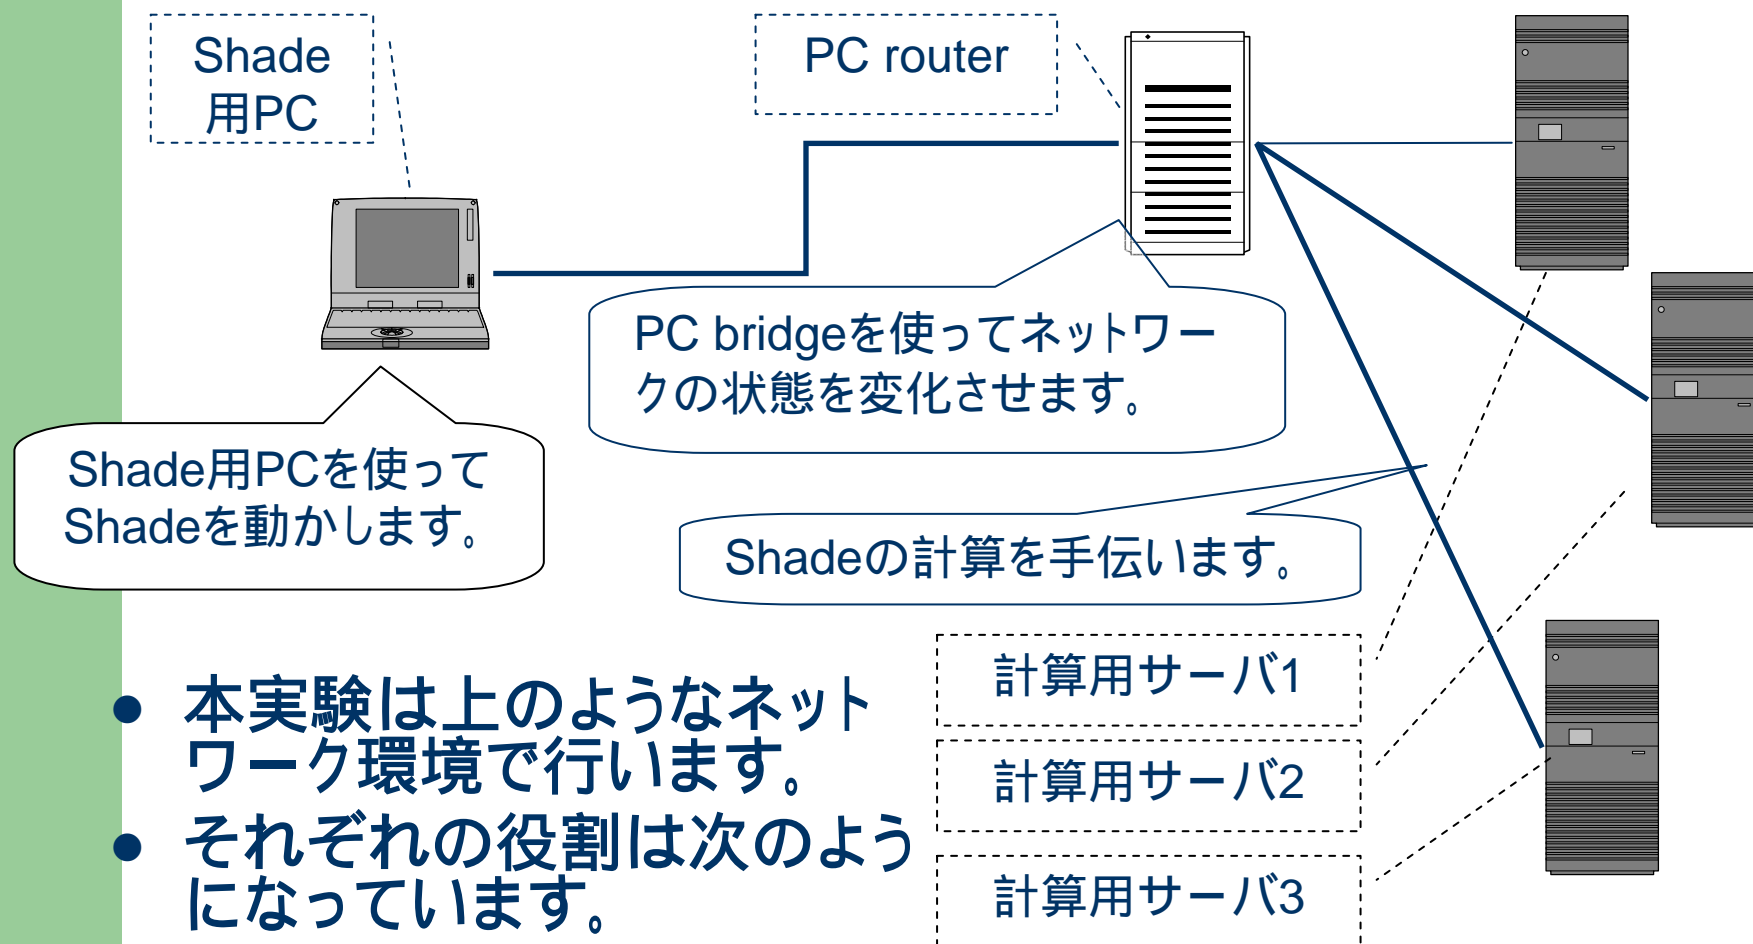 Shade
用PC
PC router
PC bridgeを使ってネットワー
クの状態を変化させます。
Shade用PCを使って
Shadeを動かします。
Shadeの計算を手伝います。
計算用サーバ1
計算用サーバ2
計算用サーバ3
● 本実験は上のようなネット
ワーク環境で行います。
● それぞれの役割は次のよう
になっています。